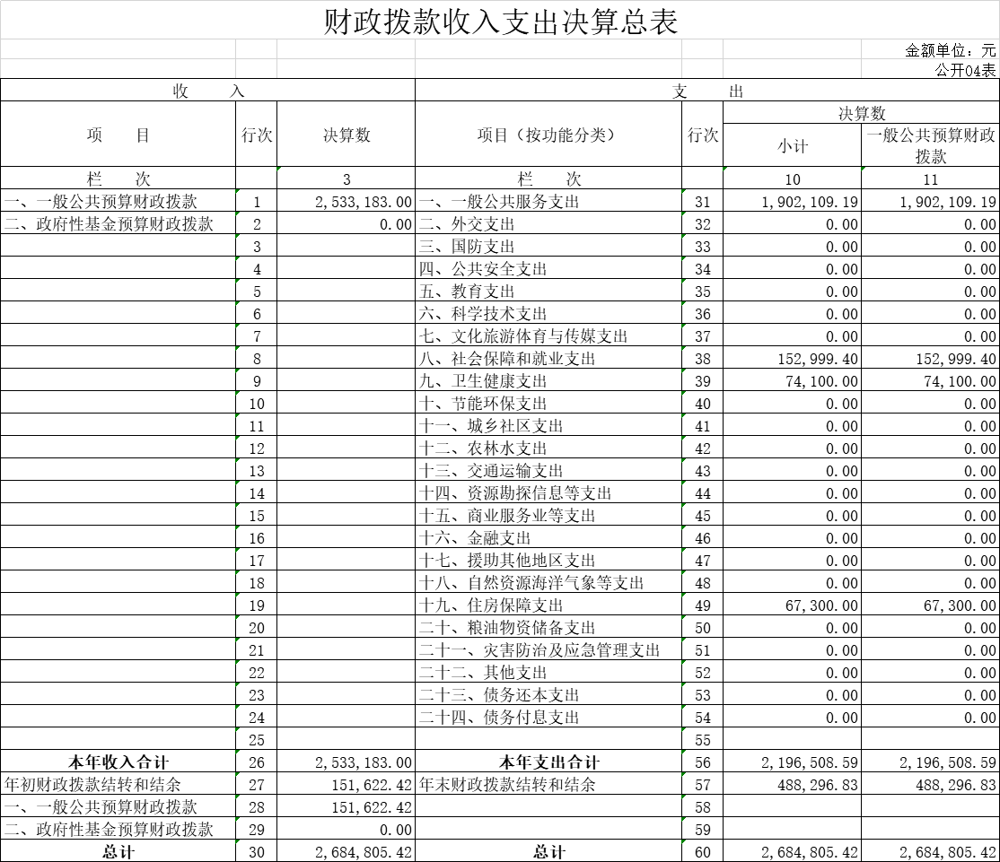 财政拨款收入支出决算总表
金额单位：元
公开04表
收 入 支 出
项 目 行次 决算数 项目（按功能分类） 行次 决算数
小计 一般公共预算财政
拨款
栏 次 3 栏 次 10 11
一、一般公共预算财政拨款 1 2,533,183.00 一、一般公共服务支出 31 1,902,109.19 1,902,109.19
二、政府性基金预算财政拨款 2 0.00 二、外交支出 32 0.00 0.00
3 三、国防支出 33 0.00 0.00
4 四、公共安全支出 34 0.00 0.00
5 五、教育支出 35 0.00 0.00
6 六、科学技术支出 36 0.00 0.00
7 七、文化旅游体育与传媒支出 37 0.00 0.00
8 八、社会保障和就业支出 38 152,999.40 152,999.40
9 九、卫生健康支出 39 74,100.00 74,100.00
10 十、节能环保支出 40 0.00 0.00
11 十一、城乡社区支出 41 0.00 0.00
12 十二、农林水支出 42 0.00 0.00
13 十三、交通运输支出 43 0.00 0.00
14 十四、资源勘探信息等支出 44 0.00 0.00
15 十五、商业服务业等支出 45 0.00 0.00
16 十六、金融支出 46 0.00 0.00
17 十七、援助其他地区支出 47 0.00 0.00
18 十八、自然资源海洋气象等支出 48 0.00 0.00
19 十九、住房保障支出 49 67,300.00 67,300.00
20 二十、粮油物资储备支出 50 0.00 0.00
21 二十一、灾害防治及应急管理支出 51 0.00 0.00
22 二十二、其他支出 52 0.00 0.00
23 二十三、债务还本支出 53 0.00 0.00
24 二十四、债务付息支出 54 0.00 0.00
25 55
本年收入合计 26 2,533,183.00 本年支出合计 56 2,196,508.59 2,196,508.59
年初财政拨款结转和结余 27 151,622.42 年末财政拨款结转和结余 57 488,296.83 488,296.83
一、一般公共预算财政拨款 28 151,622.42 58
二、政府性基金预算财政拨款 29 0.00 59
总计 30 2,684,805.42 总计 60 2,684,805.42 2,684,805.42